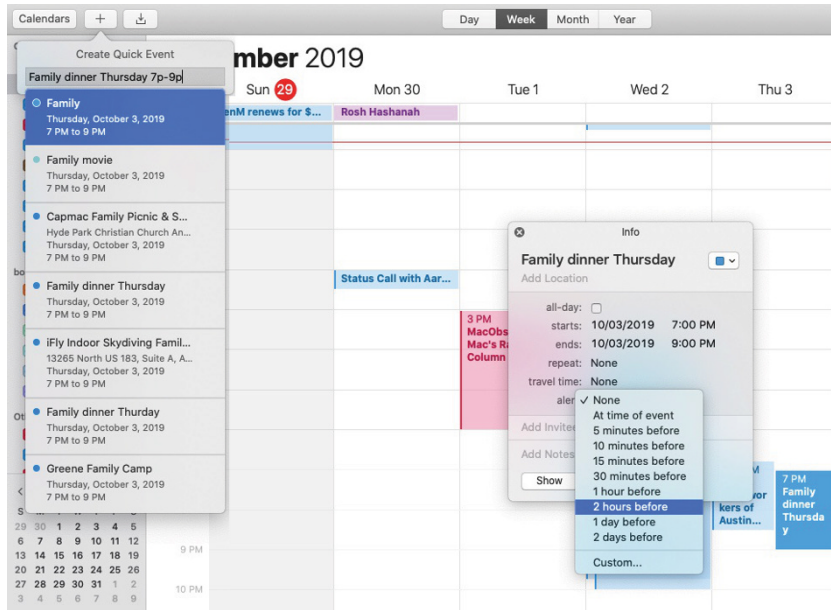 Calendars
+
Day
Week
Month
Year
Create Quick Event
Family dinner Thursday 7p-9p
mber 2019
Sun 29
Mon 30
Tue 1
Wed 2
Thu 3
enM renews for $...
Rosh Hashanah
Family
Thursday, October 3, 2019
7 PM to 9 PM
Family movie
Thursday, October 3, 2019
7 PM to 9 PM
Capmac Family Picnic & S...
Hyde Park Christian Church An...
Thursday, October 3, 2019
7 PM to 9 PM
Family dinner Thursday
Thursday, October 3, 2019
7 PM to 9 PM
iFly Indoor Skydiving Famil...
13265 North US 183, Suite A, A...
Thursday, October 3, 2019
7 PM to 9 PM
Family dinner Thurday
Thursday, October 3, 2019
7 PM to 9 PM
Greene Family Camp
Thursday, October 3, 2019
7 PM to 9 PM
bo
Ot
Status Call with Aar...
3 PM
MacObs
Mac's Ra
Column
Info
Family dinner Thursday
Add Location
all-day:
starts: 10/03/2019 7:00 PM
ends: 10/03/2019 9:00 PM
repeat: None
travel time: None
aler
✓ None
At time of event
5 minutes before
10 minutes before
15 minutes before
30 minutes before
1 hour before
2 hours before
1 day before
2 days before
Custom...
Add Invitee
Add Notes
Show
M
vor
kers of
Austin...
7 PM
Family
dinner
Thursda
y
9 PM
10 PM
29 30 1 2 3 4 5
6 7 8 9 10 11 12
13 14 15 16 17 18 19
20 21 22 23 24 25 26
27 28 29 30 31 1 2
3 4 5 6 7 8 9